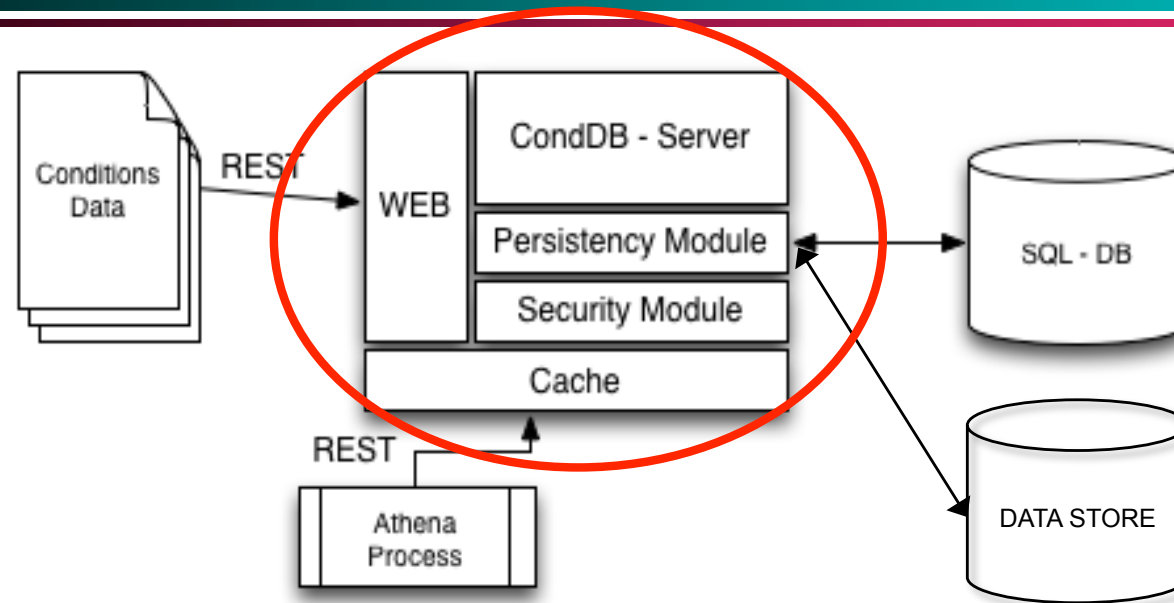 Conditions
Data
REST
WEB
CondDB - Server
Persistency Module
Security Module
Cache
SQL - DB
REST
Athena
Process
DATA STORE